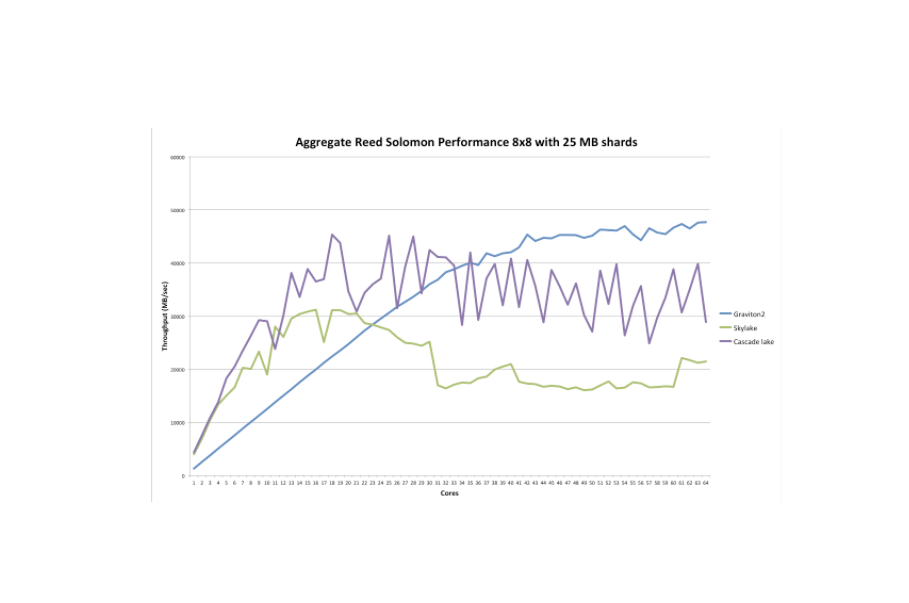 Aggregate Reed Solomon Performance 8x8 with 25 MB shards
60000
50000
40000
30000
20000
10000
0
Throughput (MB/sec)
1 2 3 4 5 6 7 8 9 10 11 12 13 14 15 16 17 18 19 20 21 22 23 24 25 26 27 28 29 30 31 32 33 34 35 36 37 38 39 40 41 42 43 44 45 46 47 48 49 50 51 52 53 54 55 56 57 58 59 60 61 62 63 64
Cores
Graviton2
Skylake
Cascade lake